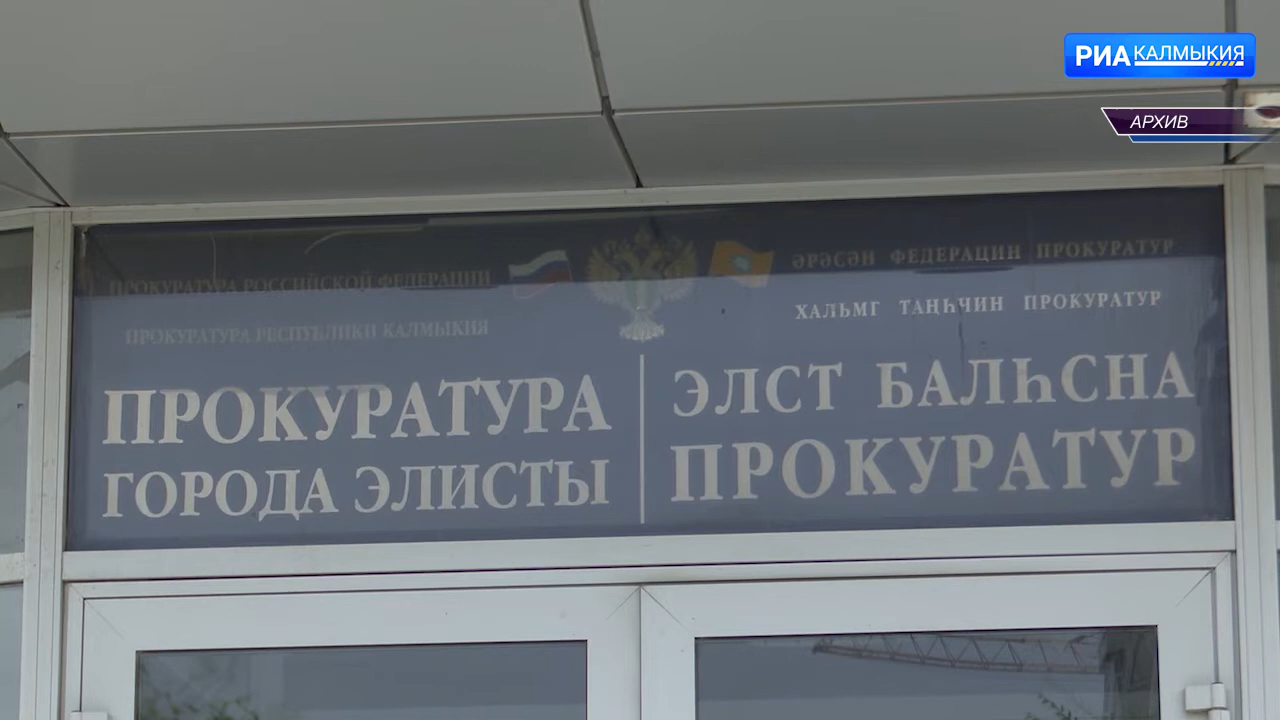 РИА КАЛМЫКИЯ
АРХИВ
ПРОКУРАТУРА РОССИЙСКОЙ ФЕДЕРАЦИИ
ПРОКУРАТУРА РЕСПУБЛИКИ КАЛМЫКИЯ
ПРОКУРАТУРА
ГОРОДА ЭЛИСТЫ
ӘРӘСӘН ФЕДЕРАЦИН ПРОКУРАТУР
ХАЛЬМГ ТАҢҺЧИН ПРОКУРАТУР
ЭЛСТ БАЛҺСНА
ПРОКУРАТУР